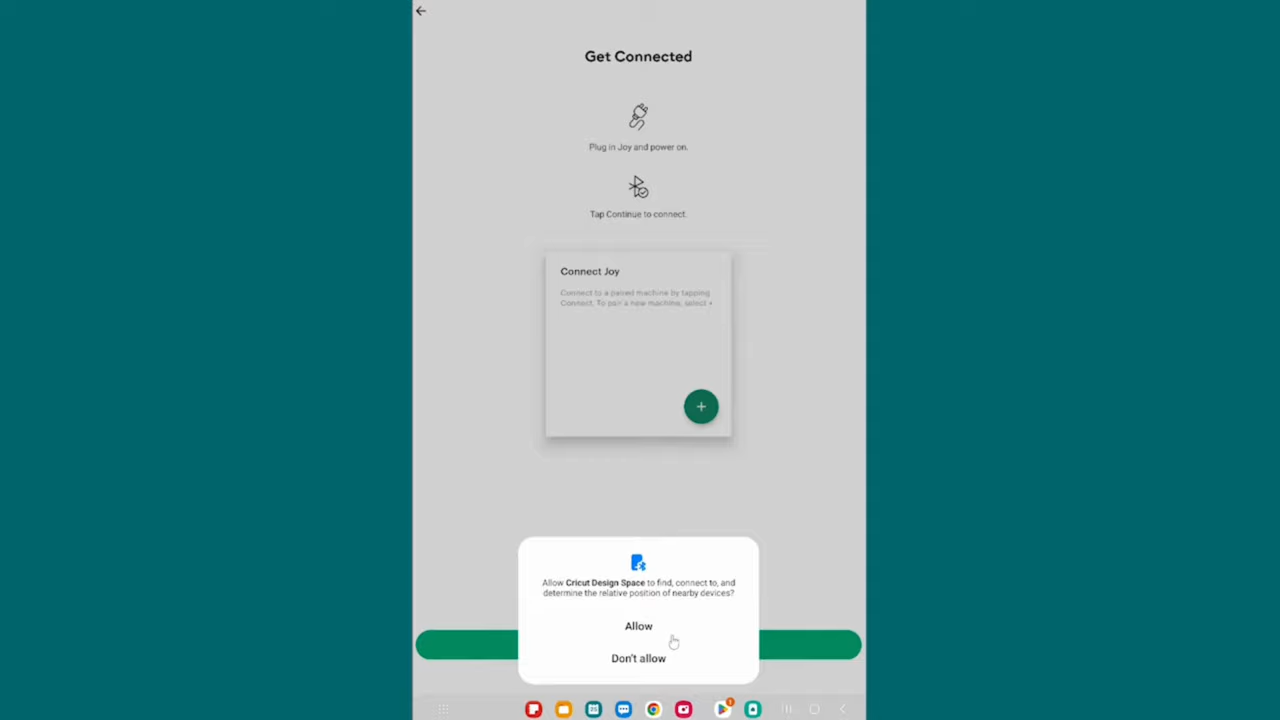 Get Connected
Plug in Joy and power on.
Tap Continue to connect.
Connect Joy
Connect to a paired machine by tapping
Connect. To pair a new machine, select +
+
Allow Cricut Design Space to find, connect to, and
determine the relative position of nearby devices?
Allow
Don't allow